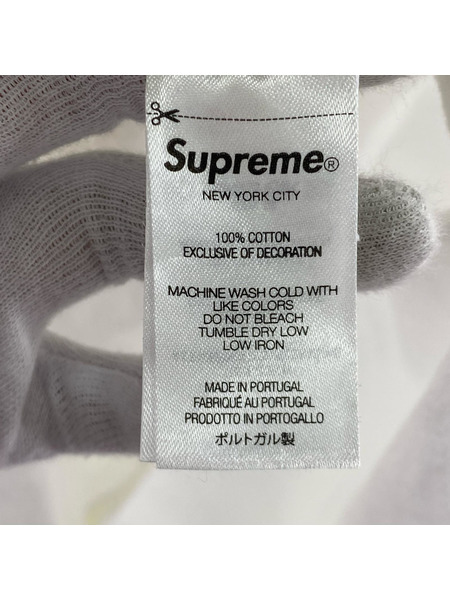 Supreme®
NEW YORK CITY
100% COTTON
EXCLUSIVE OF DECORATION
MACHINE WASH COLD WITH
LIKE COLORS
DO NOT BLEACH
TUMBLE DRY LOW
LOW IRON
MADE IN PORTUGAL
FABRIQUÉ AU PORTUGAL
PRODOTTO IN PORTOGALLO
ポルトガル製